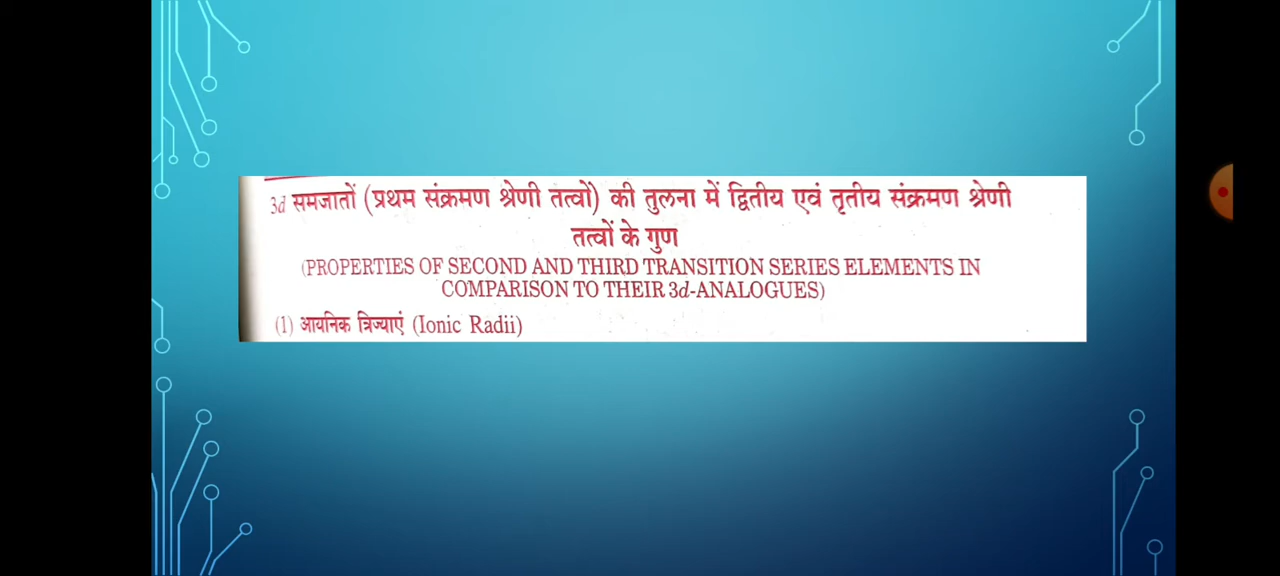 3d समजातों (प्रथम संक्रमण श्रेणी तत्वों) की तुलना में द्वितीय एवं तृतीय संक्रमण श्रेणी
तत्वों के गुण
(PROPERTIES OF SECOND AND THIRD TRANSITION SERIES ELEMENTS IN
COMPARISON TO THEIR 3d-ANALOGUES)
(1) आयनिक त्रिज्याएं (Ionic Radii)